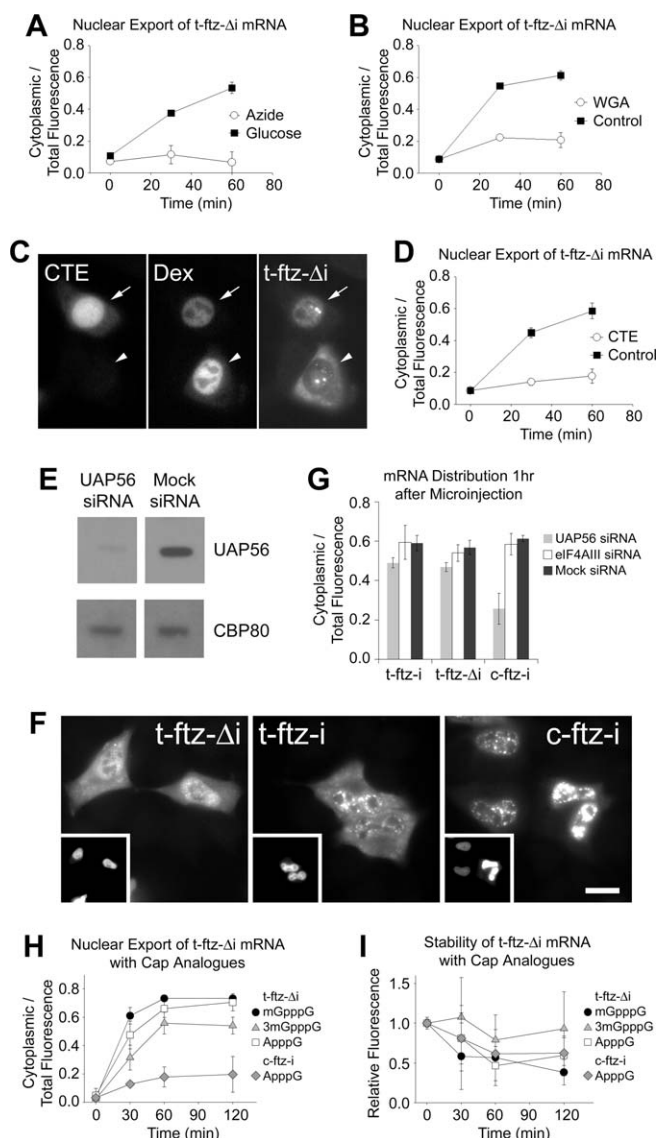 A
Nuclear Export of t-ftz-Δi mRNA
Cytoplasmic /
Total Fluorescence
0.8
0.6
0.4
0.2
0.0
Azide
Glucose
0 20 40 60 80
Time (min)
B
Nuclear Export of t-ftz-Δi mRNA
Cytoplasmic /
Total Fluorescence
0.8
0.6
0.4
0.2
0.0
WGA
Control
0 20 40 60 80
Time (min)
C
CTE
Dex
t-ftz-Δi
D
Nuclear Export of t-ftz-Δi mRNA
Cytoplasmic /
Total Fluorescence
0.8
0.6
0.4
0.2
0.0
CTE
Control
0 20 40 60 80
Time (min)
E
UAP56
siRNA
Mock
siRNA
UAP56
CBP80
G
mRNA Distribution 1hr
after Microinjection
Cytoplasmic /
Total Fluorescence
0.8
0.6
0.4
0.2
0
UAP56 siRNA
eIF4AIII siRNA
Mock siRNA
t-ftz-i t-ftz-Δi c-ftz-i
F
t-ftz-Δi
t-ftz-i
c-ftz-i
H
Nuclear Export of t-ftz-Δi mRNA
with Cap Analogues
Cytoplasmic /
Total Fluorescence
0.8
0.6
0.4
0.2
0.0
t-ftz-Δi
mGpppG
3mGpppG
ApppG
c-ftz-i
ApppG
0 30 60 90 120
Time (min)
I
Stability of t-ftz-Δi mRNA
with Cap Analogues
Relative Fluorescence
1.5
1.0
0.5
0.0
t-ftz-Δi
mGpppG
3mGpppG
ApppG
c-ftz-i
ApppG
0 30 60 90 120
Time (min)